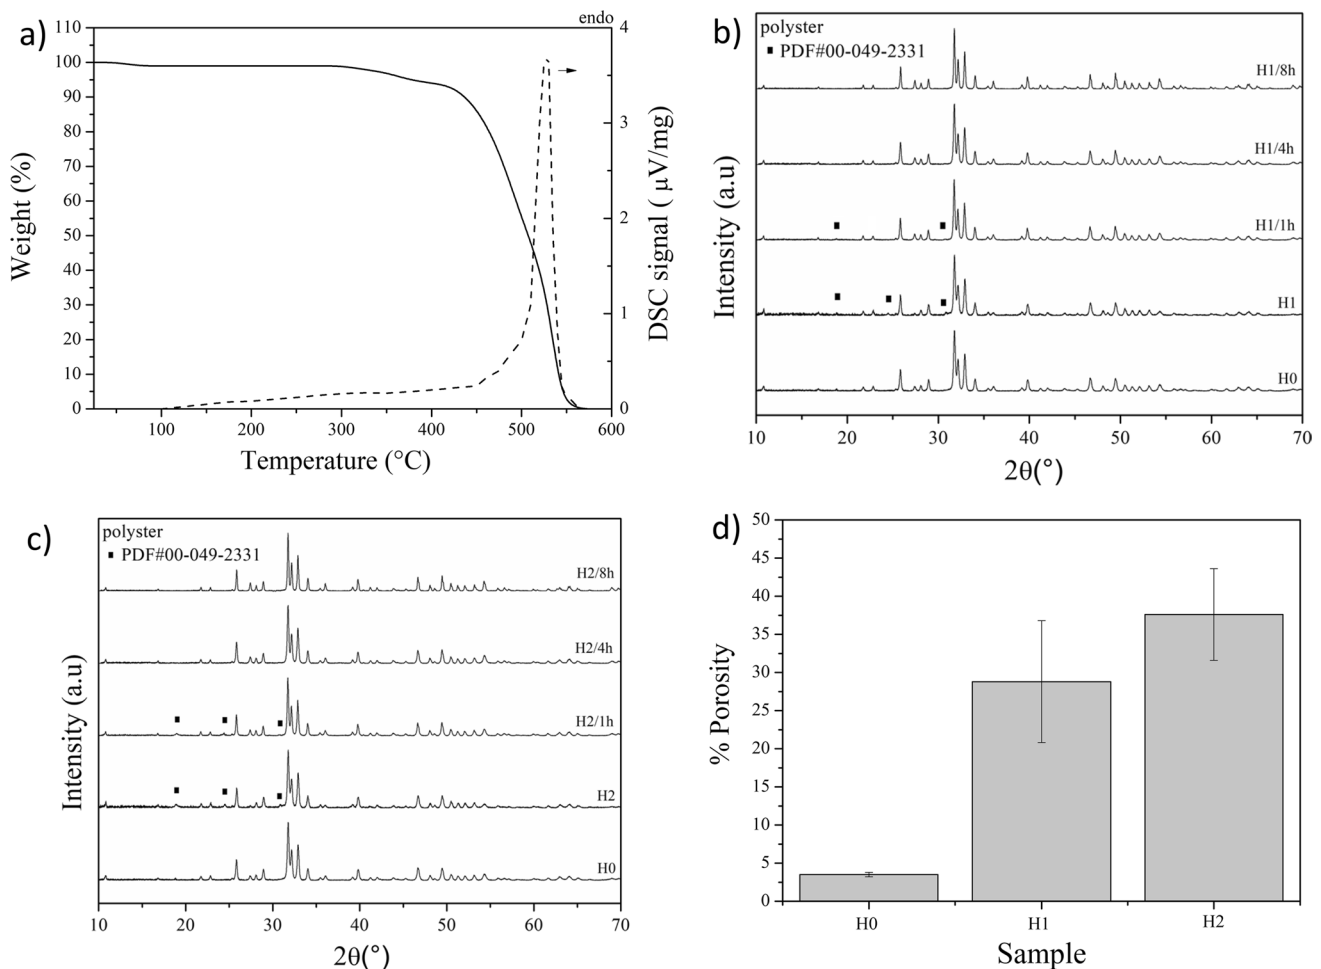 a)
endo
110
100
90
80
70
60
50
40
30
20
10
0
Weight (%)
4
3
2
1
0
DSC signal ( µV/mg)
100 200 300 400 500 600
Temperature (°C)
b)
polyster
PDF#00-049-2331
H1/8h
H1/4h
H1/1h
H1
H0
Intensity (a.u)
10 20 30 40 50 60 70
2θ(°)
c)
polyster
PDF#00-049-2331
H2/8h
H2/4h
H2/1h
H2
H0
Intensity (a.u)
10 20 30 40 50 60 70
2θ(°)
d)
50
45
40
35
30
25
20
15
10
5
0
% Porosity
H0 H1 H2
Sample